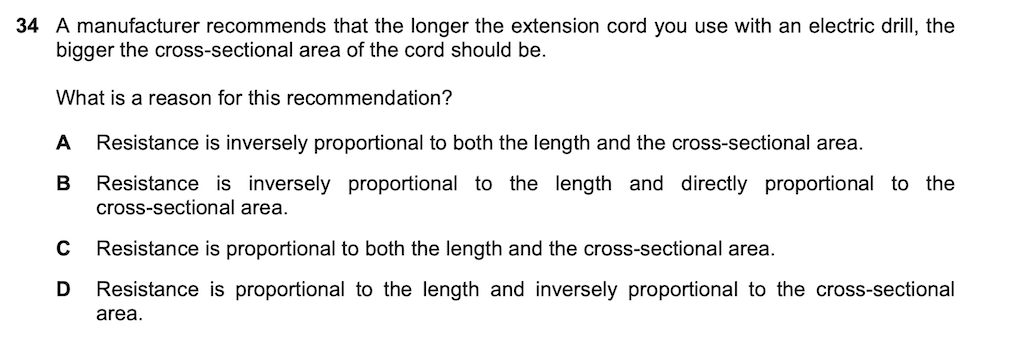 34 A manufacturer recommends that the longer the extension cord you use with an electric drill, the
bigger the cross-sectional area of the cord should be.
What is a reason for this recommendation?
A Resistance is inversely proportional to both the length and the cross-sectional area.
B Resistance is inversely proportional to the length and directly proportional to the
cross-sectional area.
C Resistance is proportional to both the length and the cross-sectional area.
D Resistance is proportional to the length and inversely proportional to the cross-sectional
area.